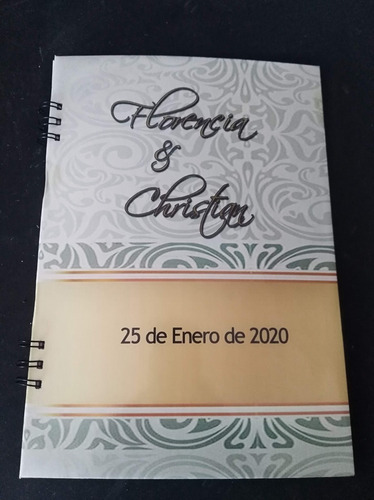 Florencia
&
Christian
25 de Enero de 2020